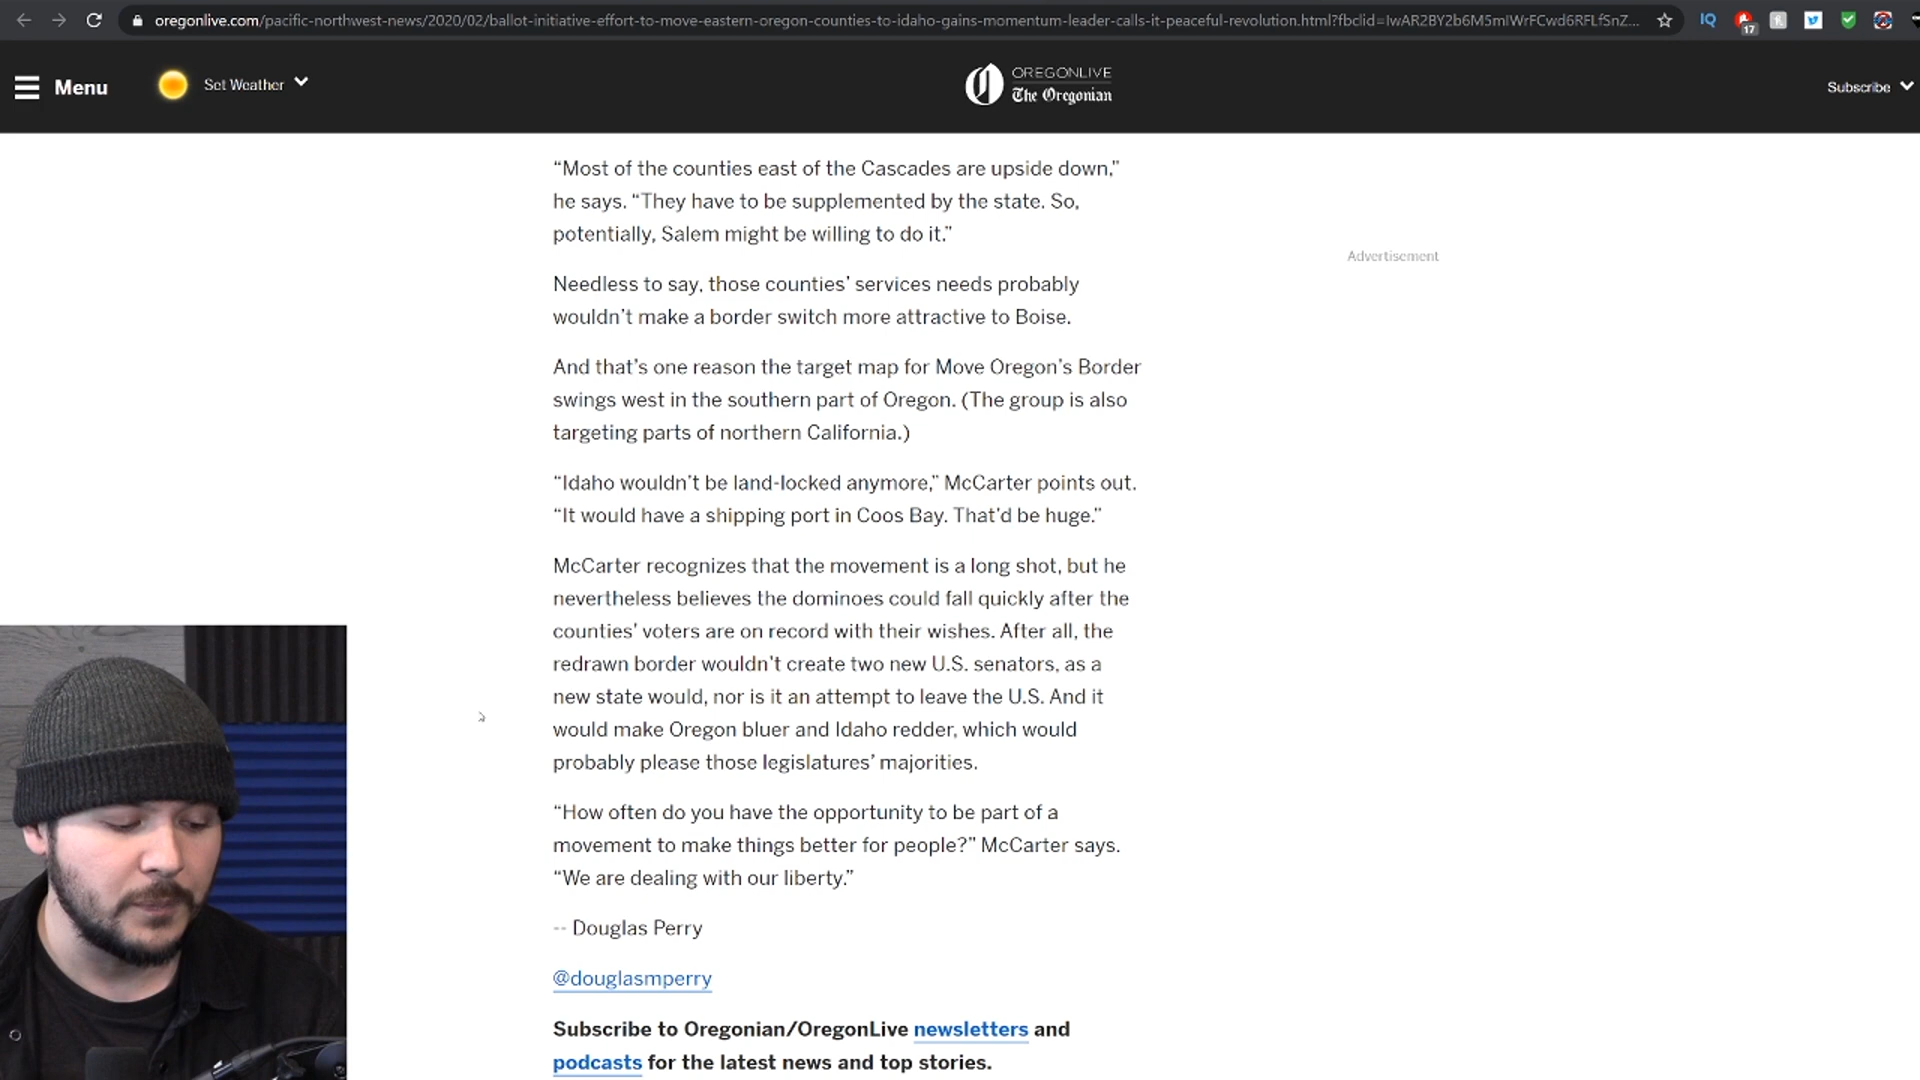 oregonlive.com/pacific-northwest-news/2020/02/ballot-initiative-effort-to-move-eastern-oregon-counties-to-idaho-gains-momentum-leader-calls-it-peaceful-revolution.html?fbclid=IwAR2BY2b6M5mIWrFCwd6RFLfSnZ...
IQ
17
Menu
Set Weather
OREGONLIVE
The Oregonian
Subscribe
“Most of the counties east of the Cascades are upside down,”
he says. “They have to be supplemented by the state. So,
potentially, Salem might be willing to do it.”
Advertisement
Needless to say, those counties’ services needs probably
wouldn’t make a border switch more attractive to Boise.
And that’s one reason the target map for Move Oregon’s Border
swings west in the southern part of Oregon. (The group is also
targeting parts of northern California.)
“Idaho wouldn’t be land-locked anymore,” McCarter points out.
“It would have a shipping port in Coos Bay. That’d be huge.”
McCarter recognizes that the movement is a long shot, but he
nevertheless believes the dominoes could fall quickly after the
counties’ voters are on record with their wishes. After all, the
redrawn border wouldn’t create two new U.S. senators, as a
new state would, nor is it an attempt to leave the U.S. And it
would make Oregon bluer and Idaho redder, which would
probably please those legislatures’ majorities.
“How often do you have the opportunity to be part of a
movement to make things better for people?” McCarter says.
“We are dealing with our liberty.”
-- Douglas Perry
@douglasmperry
Subscribe to Oregonian/OregonLive newsletters and
podcasts for the latest news and top stories.